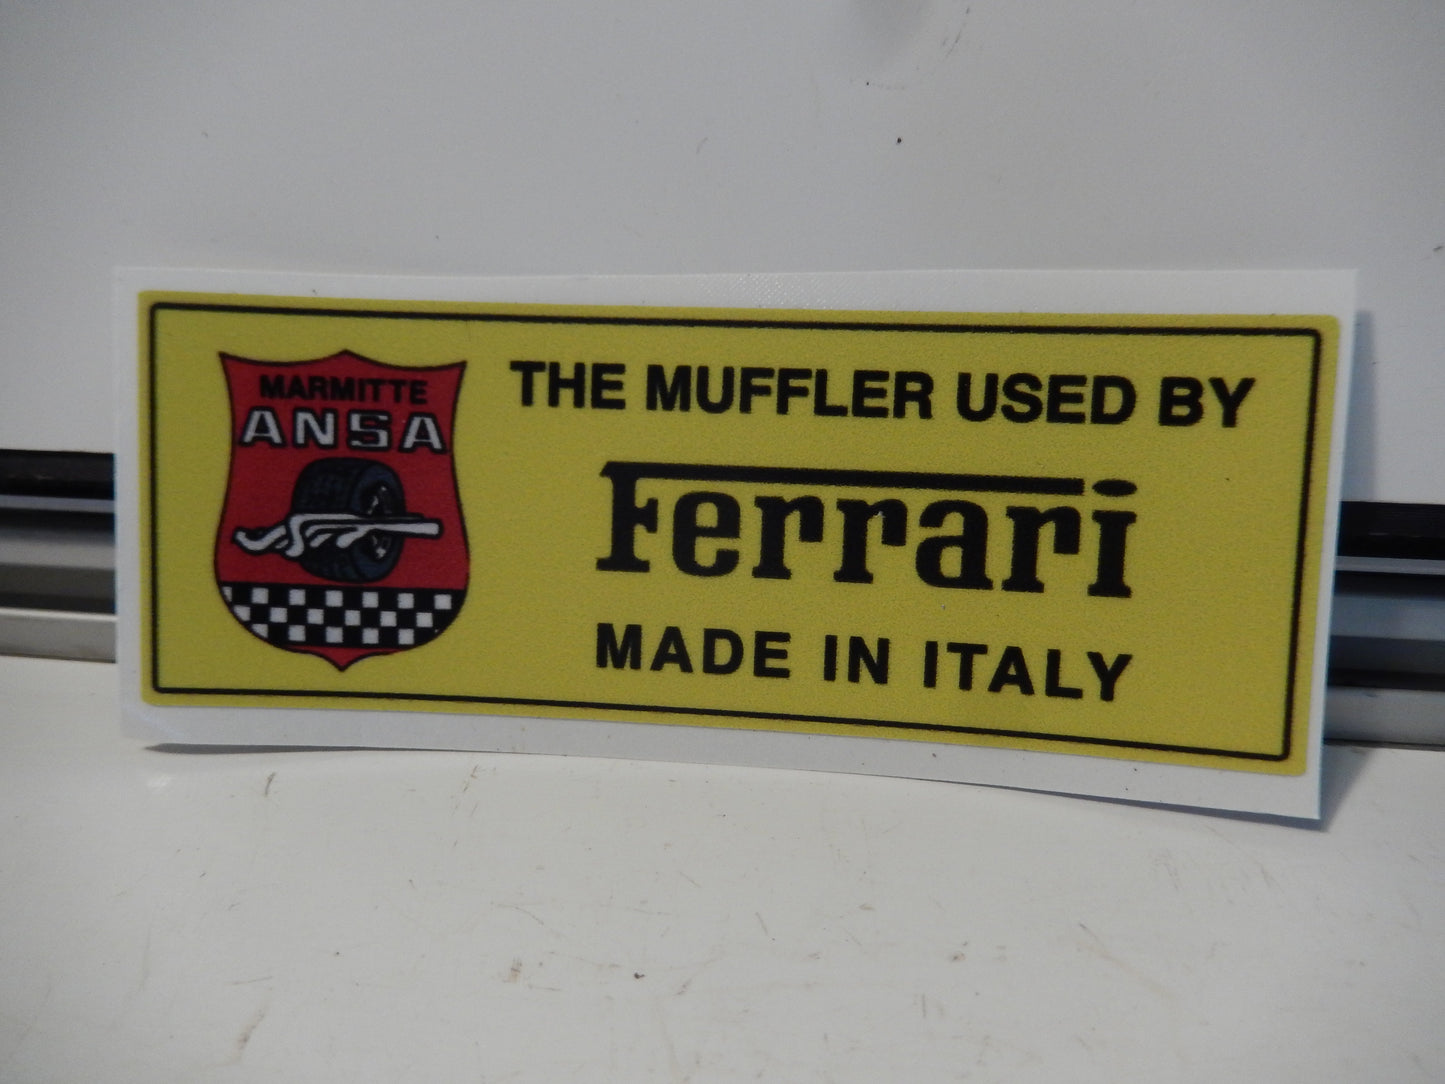 MARMITTE
ANSA
THE MUFFLER USED BY
Ferrari
MADE IN ITALY